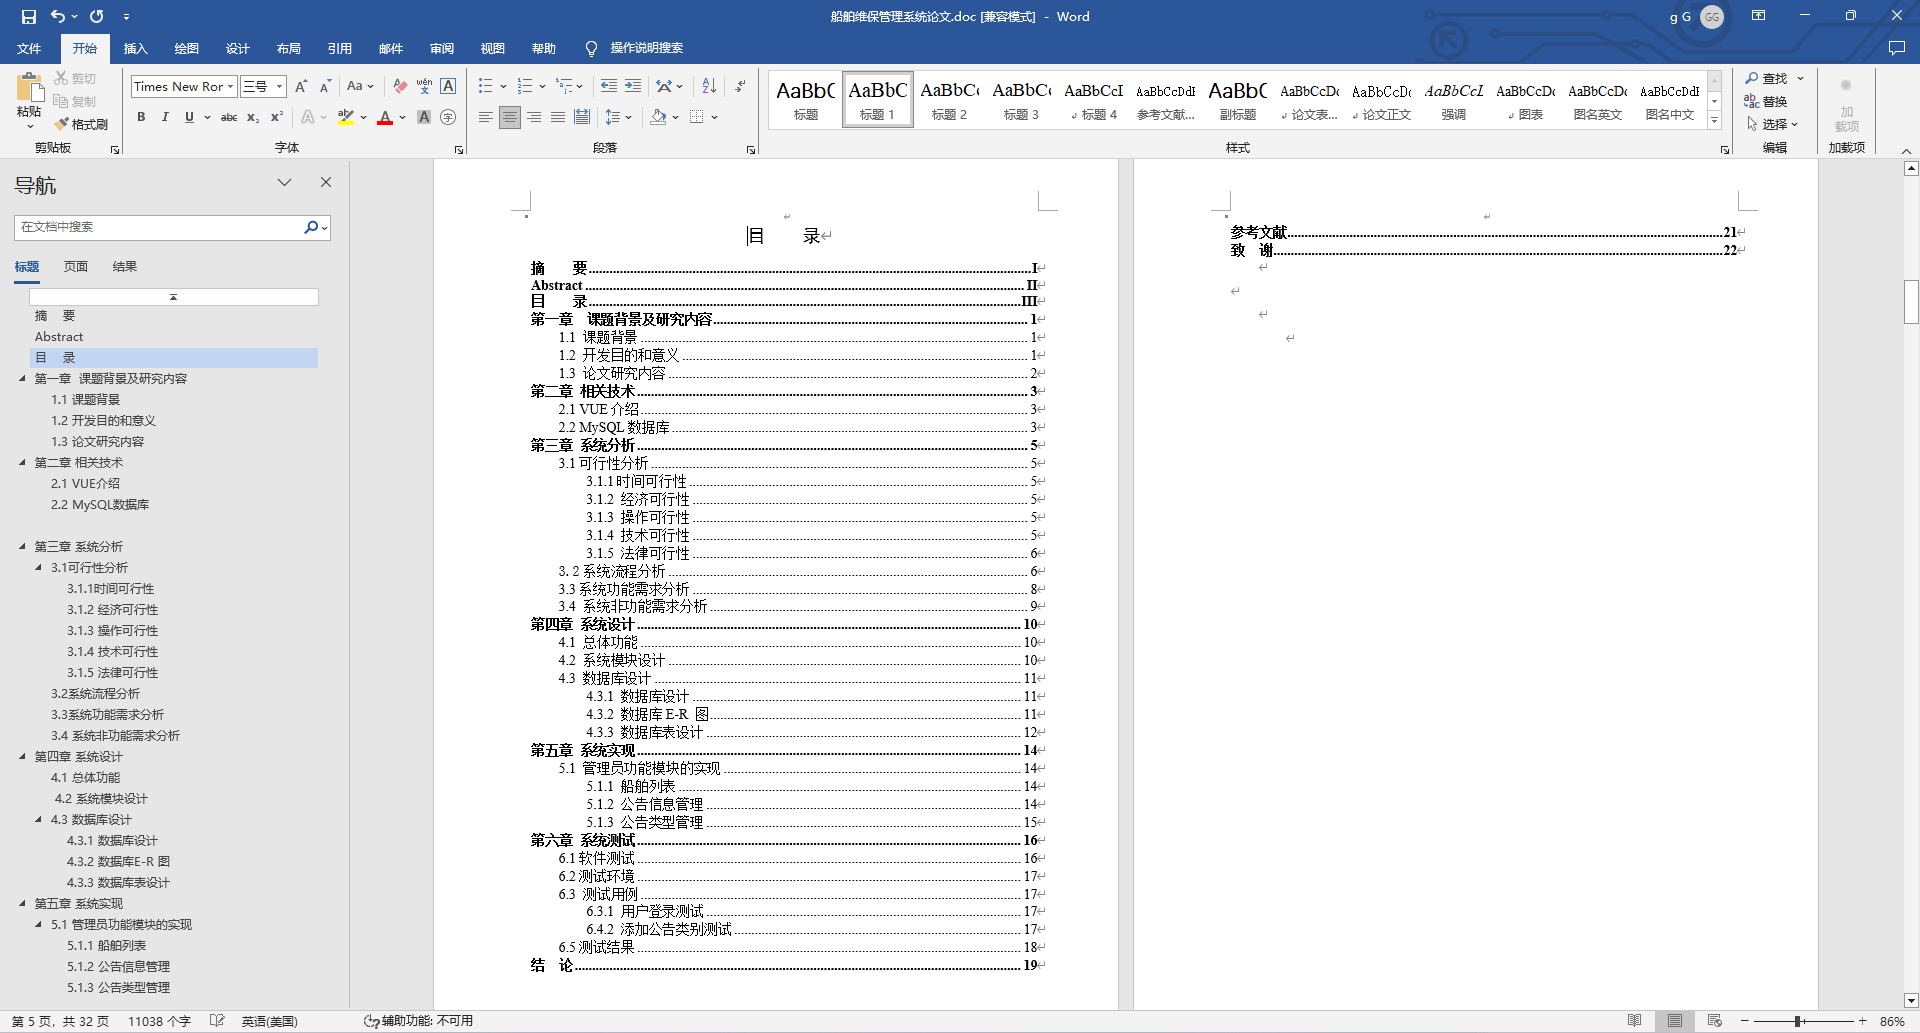 船舶维保管理系统论文.doc [兼容模式] - Word
g G
GG
文件 开始 插入 绘图 设计 布局 引用 邮件 审阅 视图 帮助 操作说明搜索
粘贴
剪切
复制
格式刷
剪贴板
Times New Ror 三号
字体
段落
AaBbC 标题
AaBbC 标题 1
AaBbC 标题 2
AaBbC 标题 3
AaBbCcI 标题 4
AaBbCcDdE 参考文献...
AaBbC 副标题
AaBbCcDc 论文表...
AaBbCcDc 论文正文
AaBbCcL 强调
AaBbCcDc 图表
AaBbCcDc 图名英文
AaBbCcDdE 图名中文
样式
查找
替换
选择
编辑
加载项
加载项
导航
在文档中搜索
标题 页面 结果
摘 要
Abstract
目 录
第一章 课题背景及研究内容
1.1 课题背景
1.2 开发目的和意义
1.3 论文研究内容
第二章 相关技术
2.1 VUE介绍
2.2 MySQL数据库
第三章 系统分析
3.1可行性分析
3.1.1时间可行性
3.1.2 经济可行性
3.1.3 操作可行性
3.1.4 技术可行性
3.1.5 法律可行性
3.2系统流程分析
3.3系统功能需求分析
3.4 系统非功能需求分析
第四章 系统设计
4.1 总体功能
4.2 系统模块设计
4.3 数据库设计
4.3.1 数据库设计
4.3.2 数据库E-R 图
4.3.3 数据库表设计
第五章 系统实现
5.1 管理员功能模块的实现
5.1.1 船舶列表
5.1.2 公告信息管理
5.1.3 公告类型管理
目 录
摘 要 I
Abstract II
目 录 III
第一章 课题背景及研究内容 1
1.1 课题背景 1
1.2 开发目的和意义 1
1.3 论文研究内容 2
第二章 相关技术 3
2.1 VUE 介绍 3
2.2 MySQL 数据库 3
第三章 系统分析 5
3.1 可行性分析 5
3.1.1 时间可行性 5
3.1.2 经济可行性 5
3.1.3 操作可行性 5
3.1.4 技术可行性 5
3.1.5 法律可行性 6
3.2 系统流程分析 6
3.3 系统功能需求分析 8
3.4 系统非功能需求分析 9
第四章 系统设计 10
4.1 总体功能 10
4.2 系统模块设计 10
4.3 数据库设计 11
4.3.1 数据库设计 11
4.3.2 数据库 E-R 图 11
4.3.3 数据库表设计 12
第五章 系统实现 14
5.1 管理员功能模块的实现 14
5.1.1 船舶列表 14
5.1.2 公告信息管理 14
5.1.3 公告类型管理 15
第六章 系统测试 16
6.1 软件测试 16
6.2 测试环境 17
6.3 测试用例 17
6.3.1 用户登录测试 17
6.4.2 添加公告类别测试 17
6.5 测试结果 18
结 论 19
参考文献 21
致 谢 22
第 5 页，共 32 页 11038 个字 英语(美国) 辅助功能: 不可用
86%